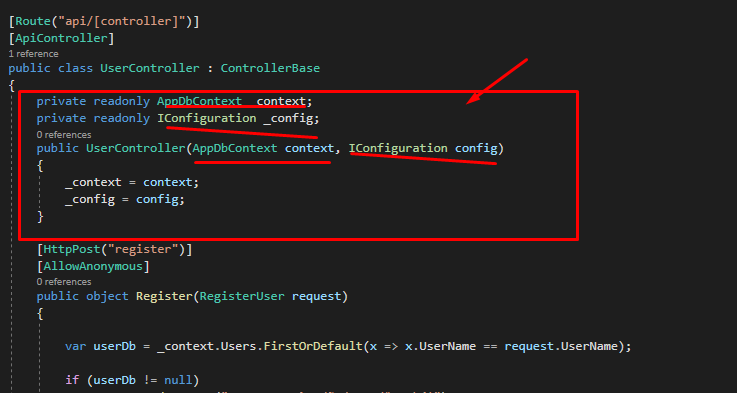 [Route("api/[controller]")]
[ApiController]
1 reference
public class UserController : ControllerBase
{
private readonly AppDbContext _context;
private readonly IConfiguration _config;
0 references
public UserController(AppDbContext context, IConfiguration config)
{
_context = context;
_config = config;
}
[HttpPost("register")]
[AllowAnonymous]
0 references
public object Register(RegisterUser request)
{
var userDb = _context.Users.FirstOrDefault(x => x.UserName == request.UserName);
if (userDb != null)